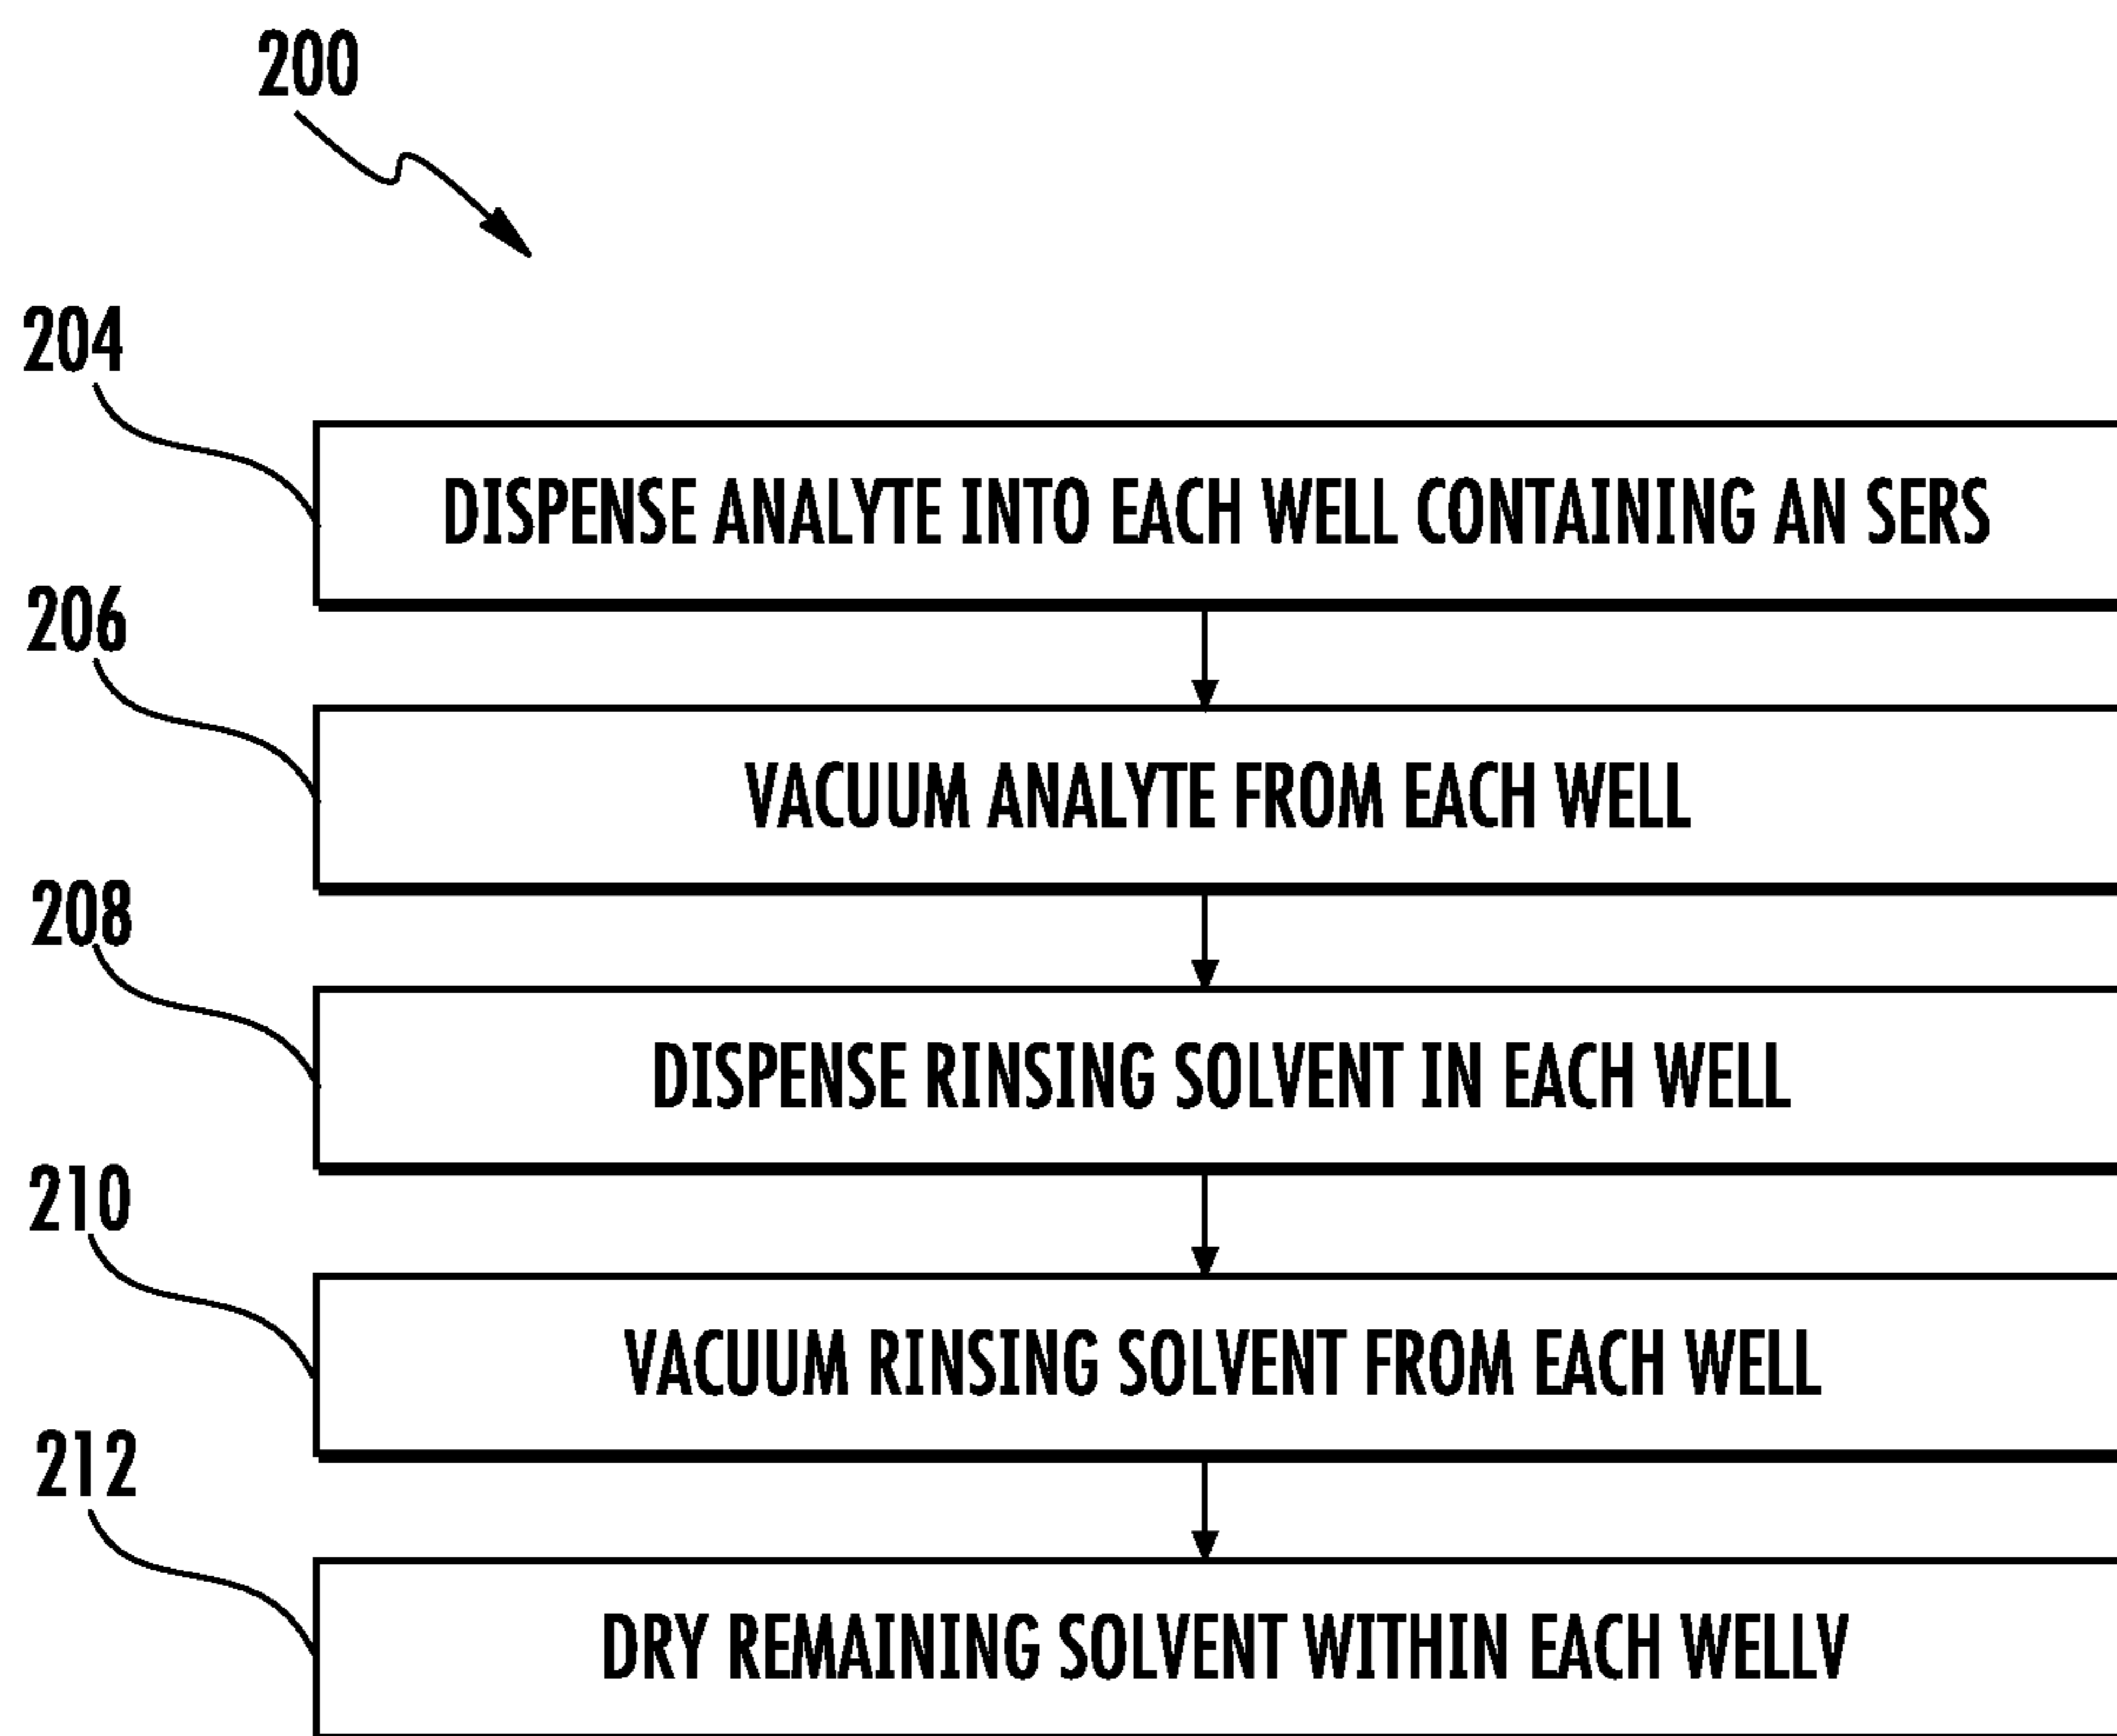 200
204
DISPENSE ANALYTE INTO EACH WELL CONTAINING AN SERS
206
VACUUM ANALYTE FROM EACH WELL
208
DISPENSE RINSING SOLVENT IN EACH WELL
210
VACUUM RINSING SOLVENT FROM EACH WELL
212
DRY REMAINING SOLVENT WITHIN EACH WELLV